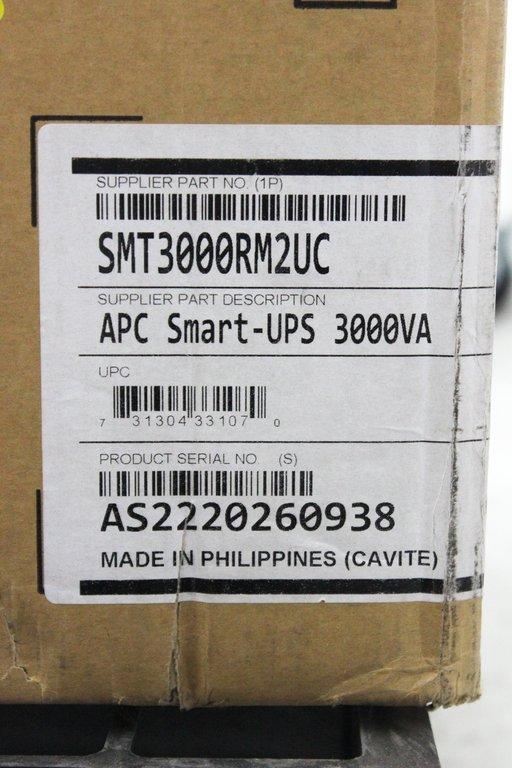 SUPPLIER PART NO. (1P)
SMT3000RM2UC
SUPPLIER PART DESCRIPTION
APC Smart-UPS 3000VA
UPC
7 31304 33107 0
PRODUCT SERIAL NO. (S)
AS2220260938
MADE IN PHILIPPINES (CAVITE)